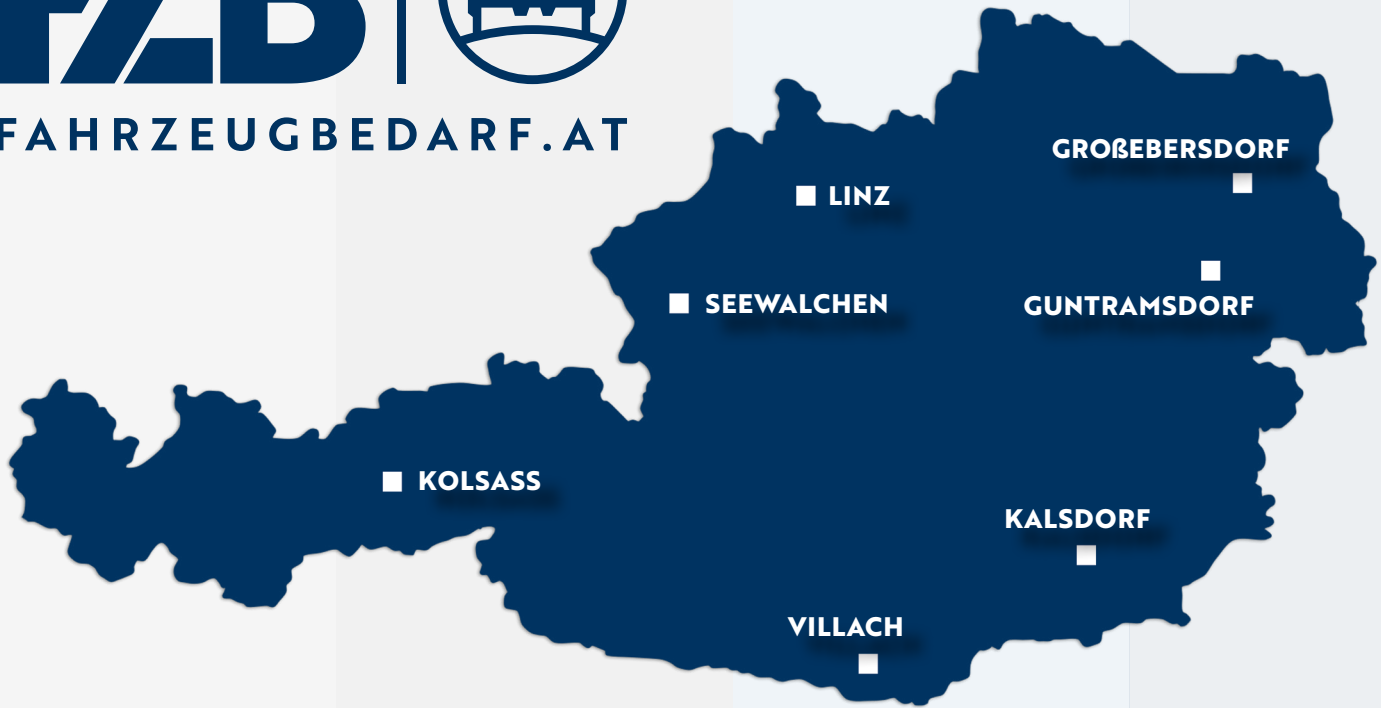 FZB
FAHRZEUGBEDARF.AT
GROßEBERSDORF
LINZ
SEEWALCHEN
GUNTRAMSDORF
KOLSASS
KALSDORF
VILLACH